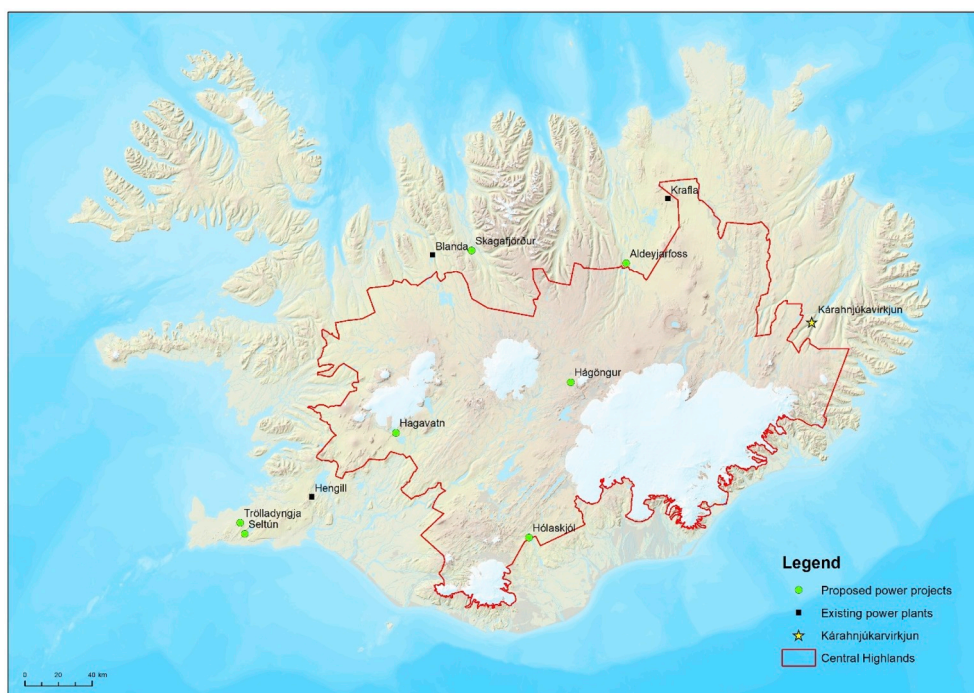 Krafla
Skagafjörður
Blanda
Aldeyjarfoss
Kárahnjúkavirkjun
Hágöngur
Hagavatn
Hengill
Trölladyngja
Seltún
Hólaskjól
Legend
Proposed power projects
Existing power plants
Kárahnjúkarvirkjun
Central Highlands
0 20 40 km